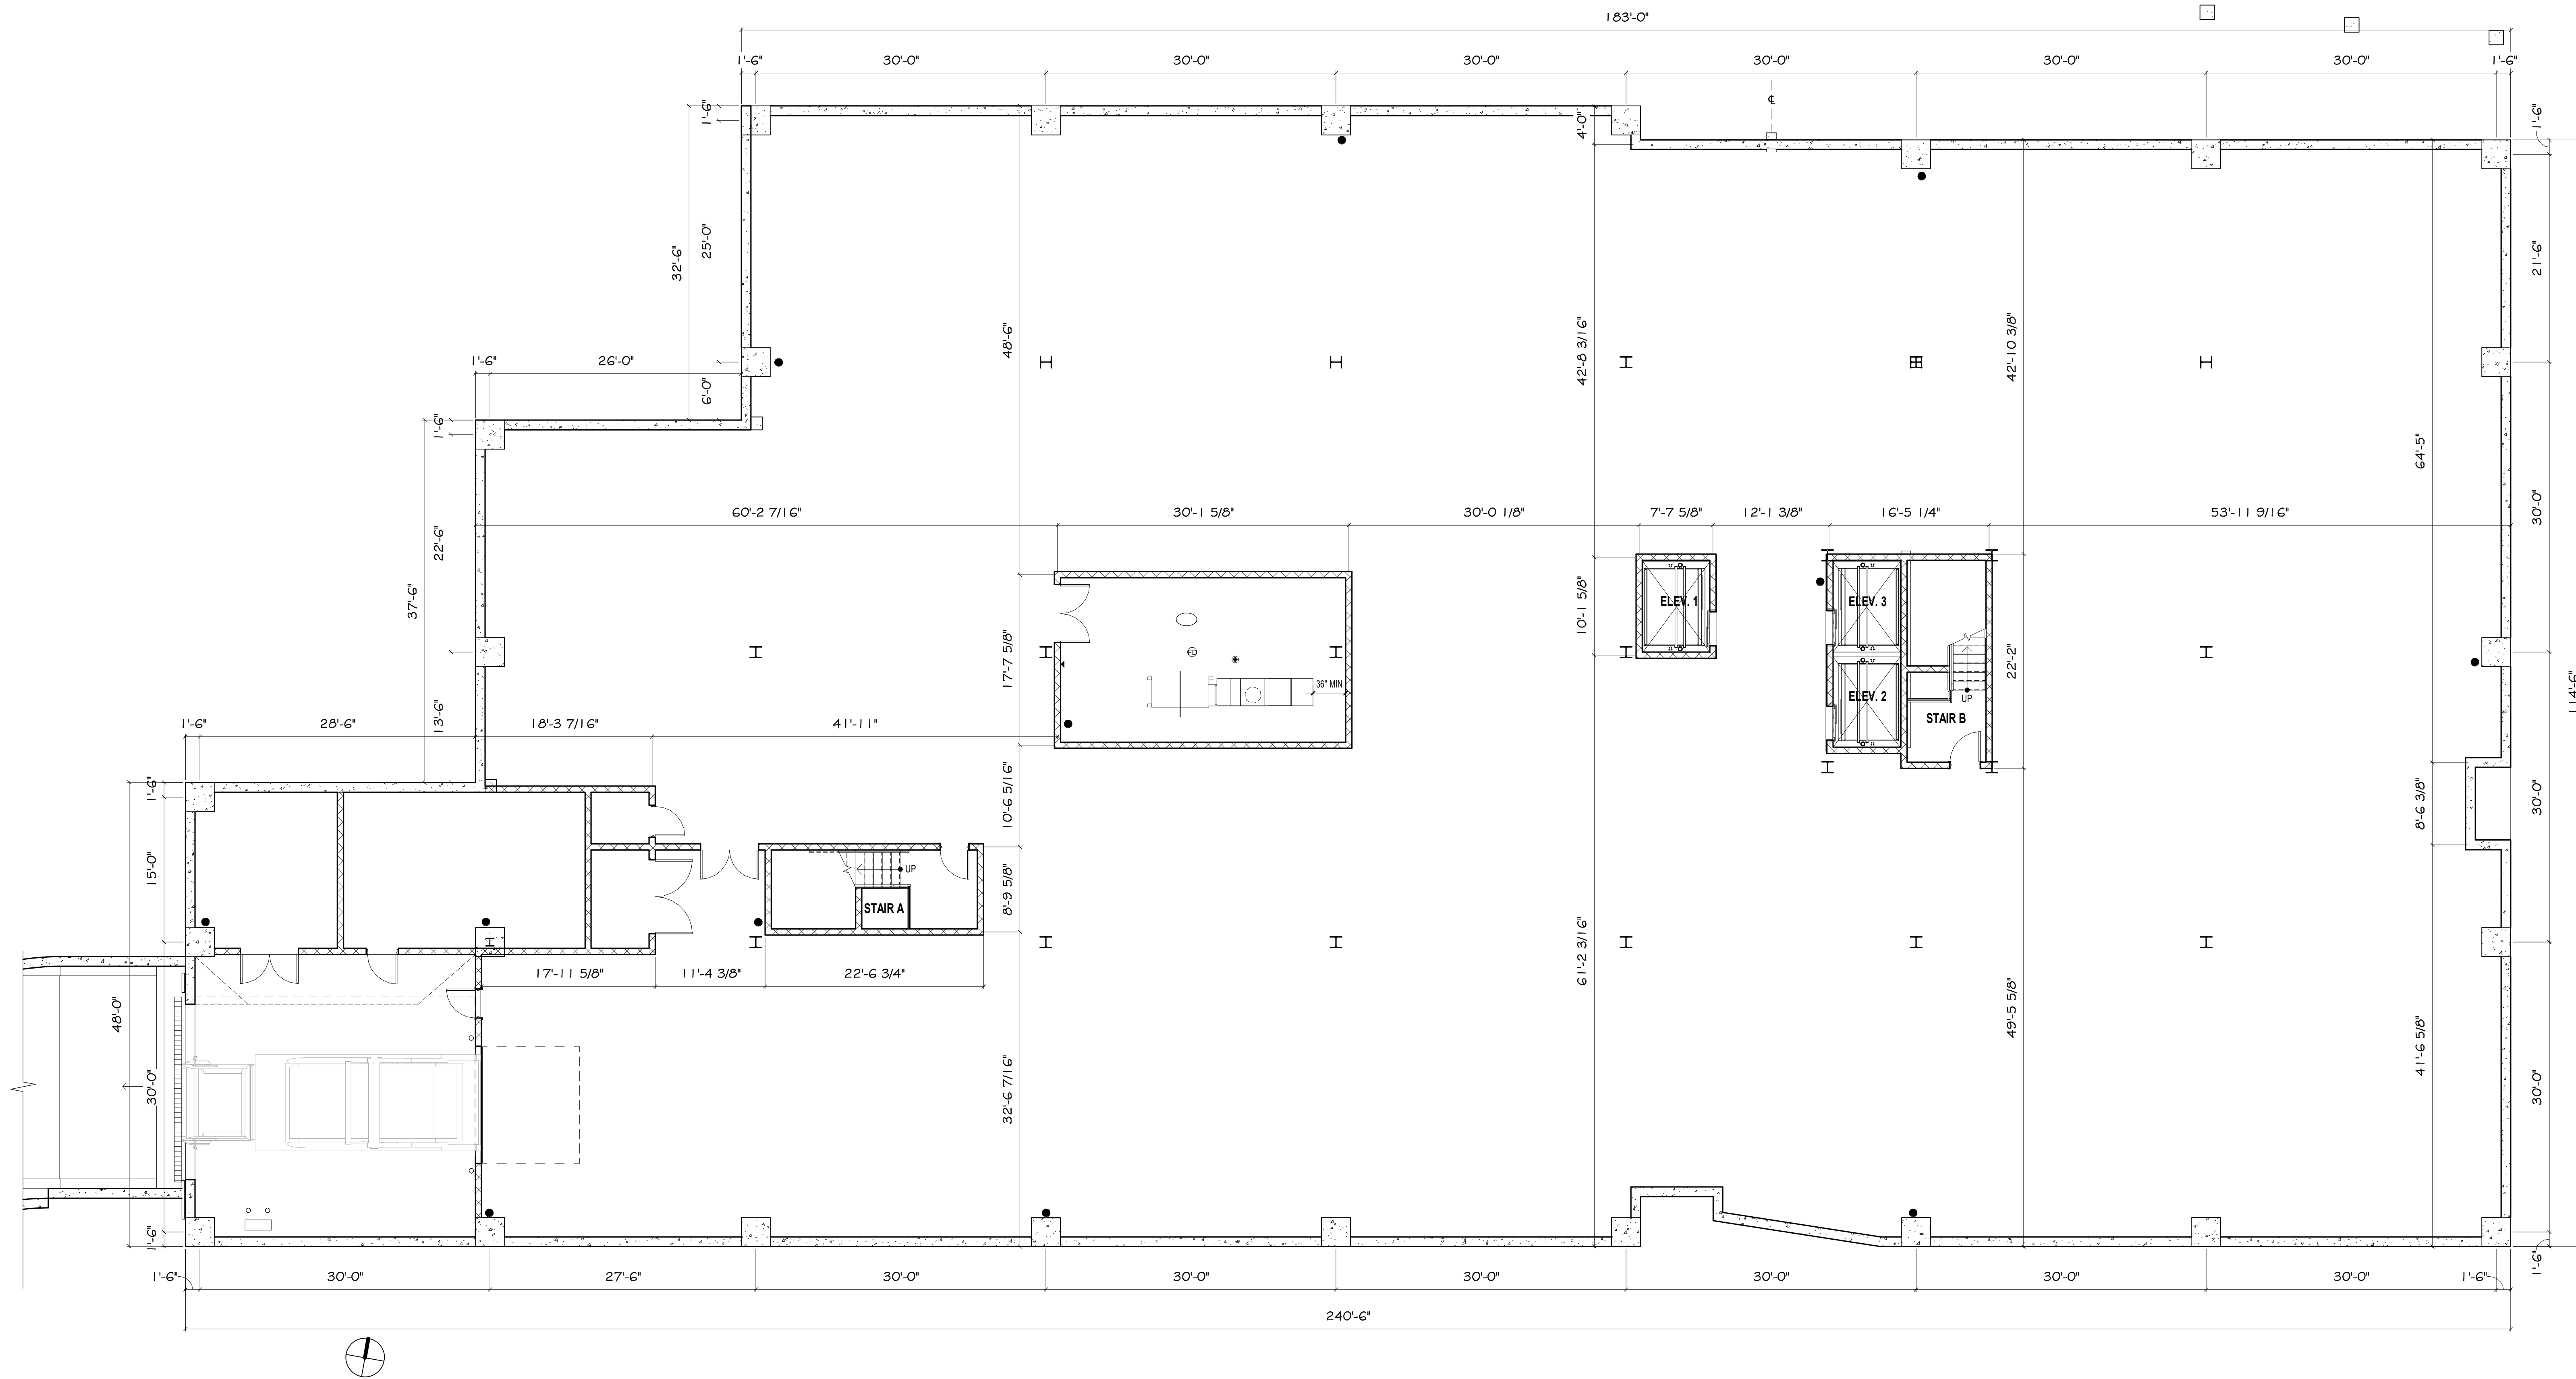 183'-0"
1'-6" 30'-0" 30'-0" 30'-0" 30'-0" 30'-0" 30'-0" 1'-6"
℄
1'-6"
4'-0"
1'-6"
25'-0"
32'-6"
21'-6"
48'-6"
42'-8 3/16"
42'-10 3/8"
1'-6" 26'-0"
6'-0"
1'-6"
64'-5"
60'-2 7/16" 30'-1 5/8" 30'-0 1/8" 7'-7 5/8" 12'-1 3/8" 16'-5 1/4" 53'-11 9/16"
30'-0"
22'-6"
37'-6"
10'-1 5/8"
ELEV. 1
ELEV. 3
FD
17'-7 5/8"
22'-2"
36" MIN
ELEV. 2
UP
STAIR B
114'-6"
13'-6"
1'-6" 28'-6" 18'-3 7/16" 41'-11"
1'-6"
10'-6 5/16"
8'-6 3/8"
30'-0"
15'-0"
UP
8'-9 5/8"
STAIR A
61'-2 3/16"
17'-11 5/8" 11'-4 3/8" 22'-6 3/4"
48'-0"
49'-5 5/8"
41'-6 5/8"
30'-0"
32'-6 7/16"
30'-0"
1'-6"
1'-6"
1'-6" 30'-0" 27'-6" 30'-0" 30'-0" 30'-0" 30'-0" 30'-0" 30'-0" 1'-6"
240'-6"